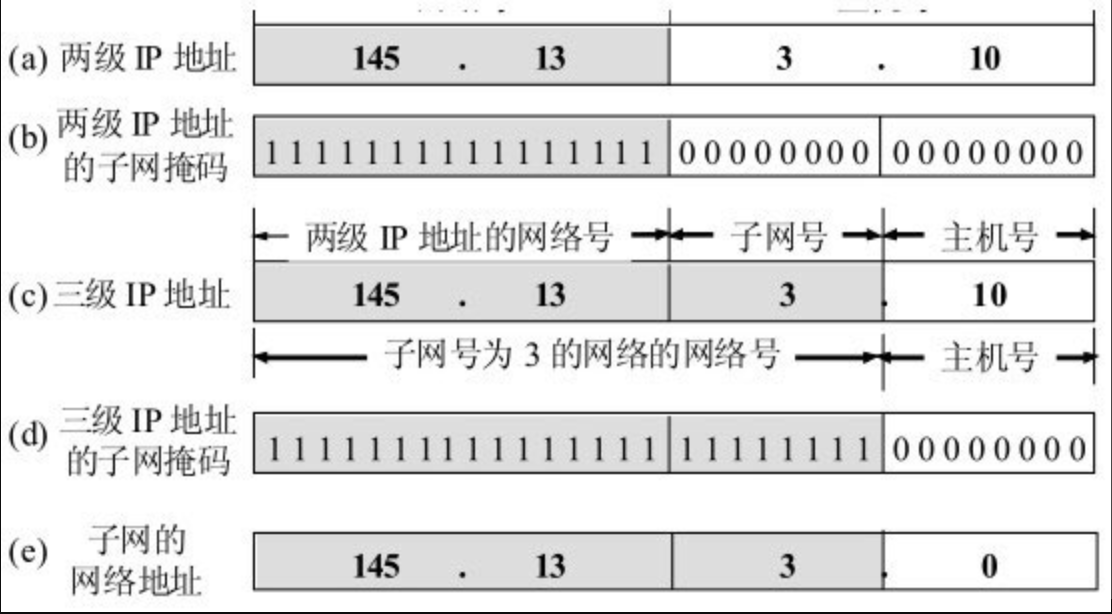 (a) 两级 IP 地址 145 . 13 3 . 10
(b) 两级 IP 地址
的子网掩码
1 1 1 1 1 1 1 1 1 1 1 1 1 1 1 1 0 0 0 0 0 0 0 0 0 0 0 0 0 0 0 0
两级 IP 地址的网络号 子网号 主机号
(c) 三级 IP 地址 145 . 13 3 . 10
子网号为 3 的网络的网络号 主机号
(d) 三级 IP 地址
的子网掩码
1 1 1 1 1 1 1 1 1 1 1 1 1 1 1 1 1 1 1 1 1 1 1 1 0 0 0 0 0 0 0 0
(e) 子网的
网络地址
145 . 13 3 . 0